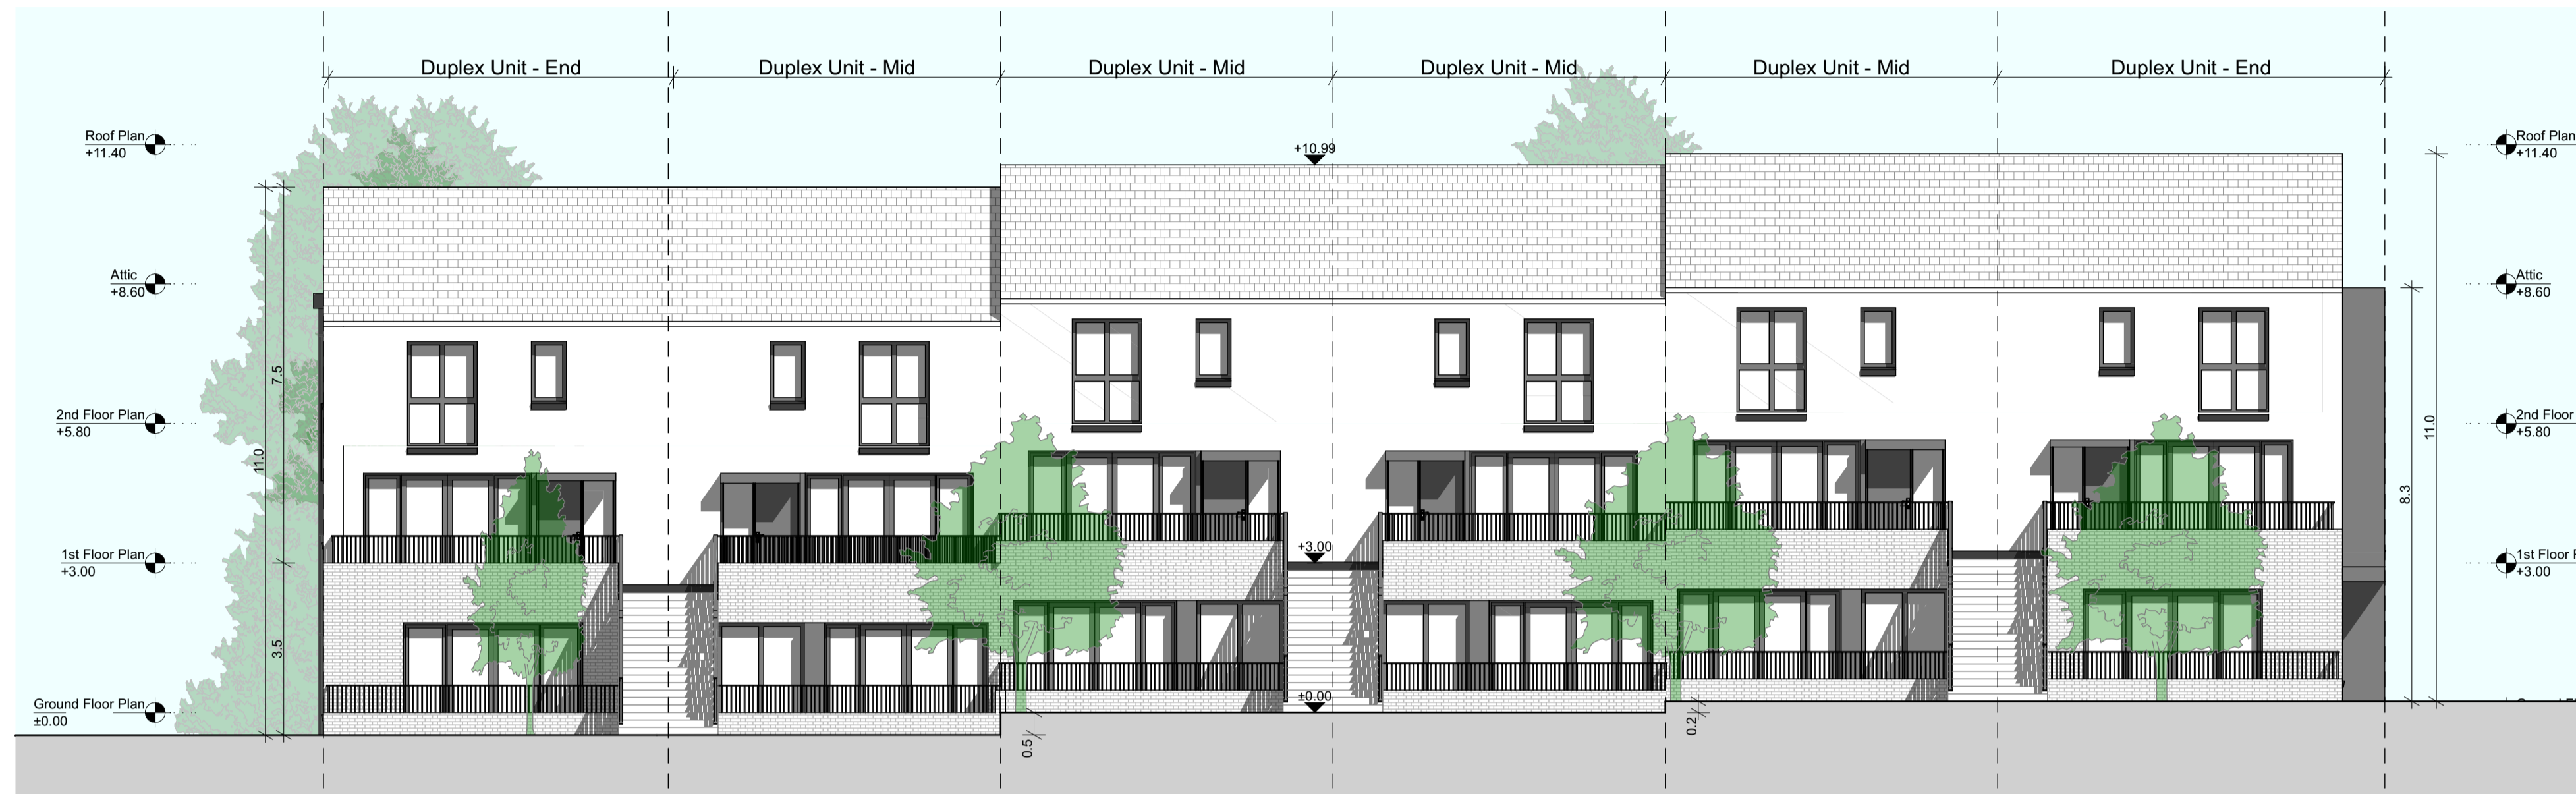 Duplex Unit - End
Duplex Unit - Mid
Duplex Unit - Mid
Duplex Unit - Mid
Duplex Unit - Mid
Duplex Unit - End
Roof Plan
+11.40
Attic
+8.60
2nd Floor Plan
+5.80
1st Floor Plan
+3.00
Ground Floor Plan
±0.00
11.0
7.5
3.5
+10.99
+3.00
±0.00
0.5
0.2
11.0
8.3
Roof Plan
+11.40
Attic
+8.60
2nd Floor
+5.80
1st Floor
+3.00